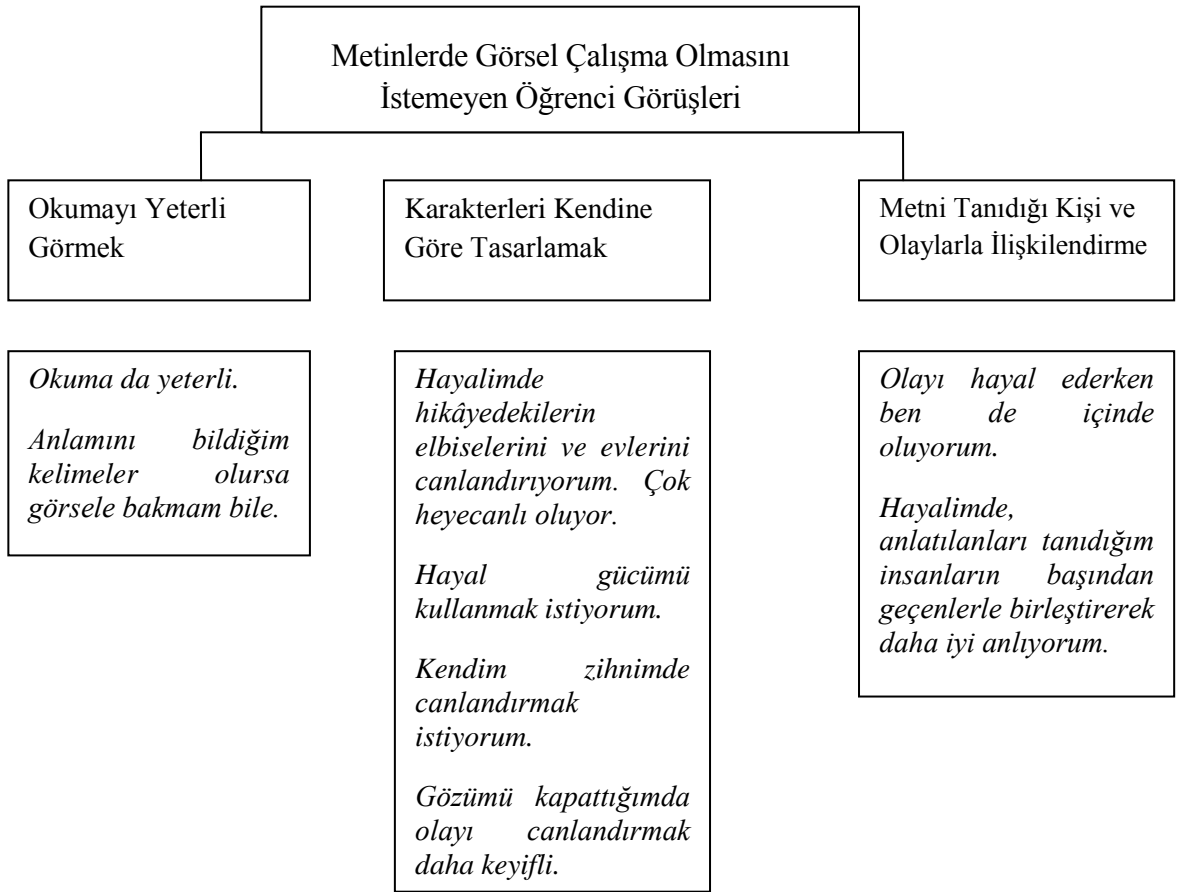 Metinlerde Görsel Çalışma Olmasını
İstemeyen Öğrenci Görüşleri
Okumayı Yeterli
Görmek
Karakterleri Kendine
Göre Tasarlamak
Metni Tanıdığı Kişi ve
Olaylarla İlişkilendirme
Okuma da yeterli.
Anlamını bildiğim
kelimeler olursa
görsele bakmam bile.
Hayalimde
hikâyedekilerin
elbiselerini ve evlerini
canlandırıyorum. Çok
heyecanlı oluyor.
Hayal gücümü
kullanmak istiyorum.
Kendim zihnimde
canlandırmak
istiyorum.
Gözümü kapattığımda
olayı canlandırmak
daha keyifli.
Olayı hayal ederken
ben de içinde
oluyorum.
Hayalimde,
anlatılanları tanıdığım
insanların başından
geçenlerle birleştirerek
daha iyi anlıyorum.